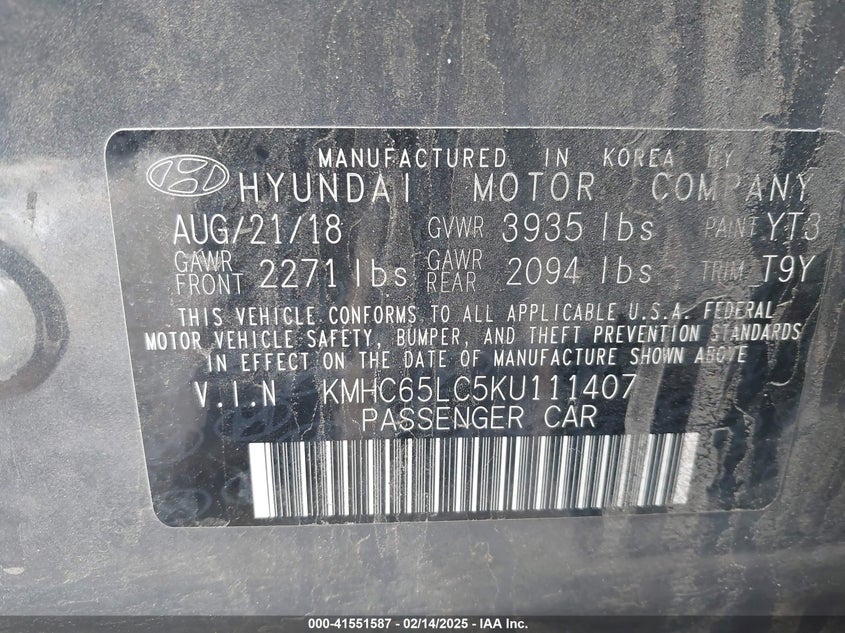 MANUFACTURED IN KOREA BY
HYUNDAI MOTOR COMPANY
AUG/21/18 GVWR 3935 lbs PAINT YT3
GAWR FRONT 2271 lbs GAWR REAR 2094 lbs TRIM T9Y
THIS VEHICLE CONFORMS TO ALL APPLICABLE U.S.A. FEDERAL
MOTOR VEHICLE SAFETY, BUMPER, AND THEFT PREVENTION STANDARDS
IN EFFECT ON THE DATE OF MANUFACTURE SHOWN ABOVE
V.I.N KMHC65LC5KU111407
PASSENGER CAR
000-41551587 - 02/14/2025 - IAA Inc.